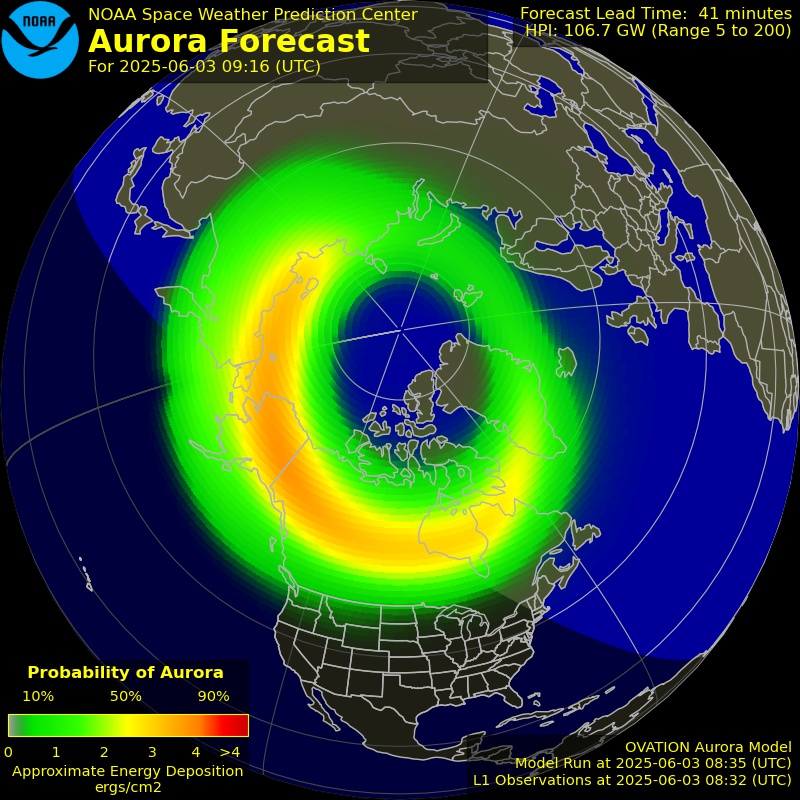 NOAA
NOAA Space Weather Prediction Center
Aurora Forecast
For 2025-06-03 09:16 (UTC)
Forecast Lead Time: 41 minutes
HPI: 106.7 GW (Range 5 to 200)
Probability of Aurora
10% 50% 90%
0 1 2 3 4 >4
Approximate Energy Deposition
ergs/cm2
OVATION Aurora Model
Model Run at 2025-06-03 08:35 (UTC)
L1 Observations at 2025-06-03 08:32 (UTC)